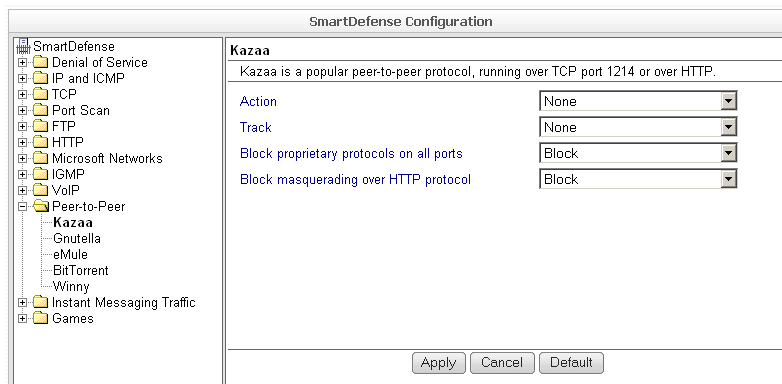 SmartDefense Configuration
SmartDefense
Denial of Service
IP and ICMP
TCP
Port Scan
FTP
HTTP
Microsoft Networks
IGMP
VoIP
Peer-to-Peer
Kazaa
Gnutella
eMule
BitTorrent
Winny
Instant Messaging Traffic
Games
Kazaa
Kazaa is a popular peer-to-peer protocol, running over TCP port 1214 or over HTTP.
Action None
Track None
Block proprietary protocols on all ports Block
Block masquerading over HTTP protocol Block
Apply Cancel Default